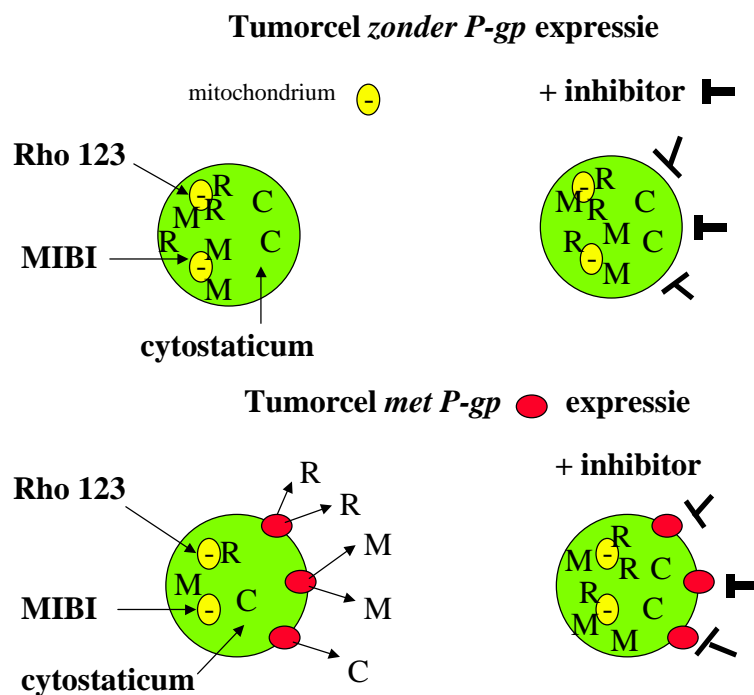 Tumorcel zonder P-gp expressie
mitochondrium -
+ inhibitor
Rho 123
MIBI
cytostaticum
- R
M R
R M
- M
C
C
- R
M R
M
R -
M
C
C
Tumorcel met P-gp expressie
+ inhibitor
Rho 123
MIBI
cytostaticum
- R
M
-
C
R
R
M
M
C
R
M - R
R
- M
M
C
C